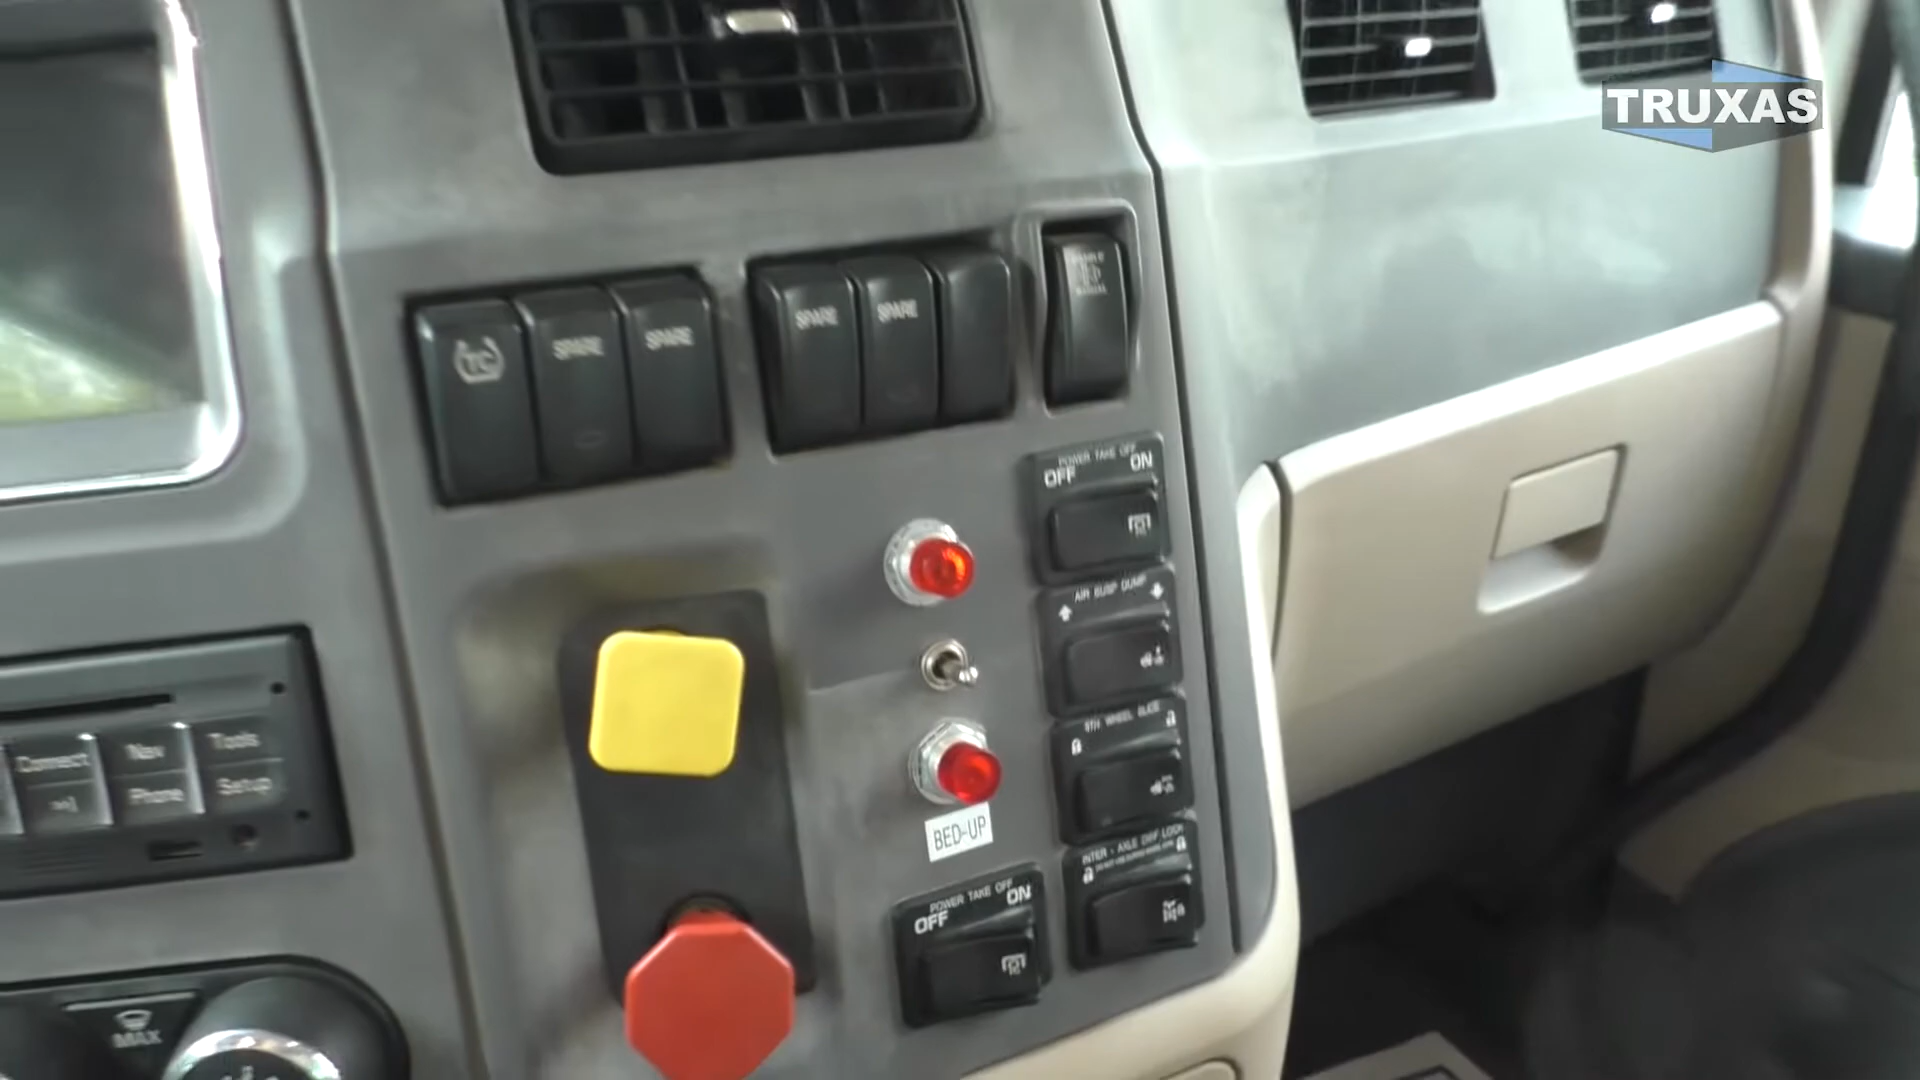 TRUXAS
TC
SPARE
SPARE
SPARE
SPARE
POWER TAKE OFF
OFF
ON
AIR SUSP DUMP
5TH WHEEL SLIDE
INTER - AXLE DIFF LOCK
BED-UP
POWER TAKE OFF
OFF
ON
Connect
Nav
Tools
Phone
Setup
MAX